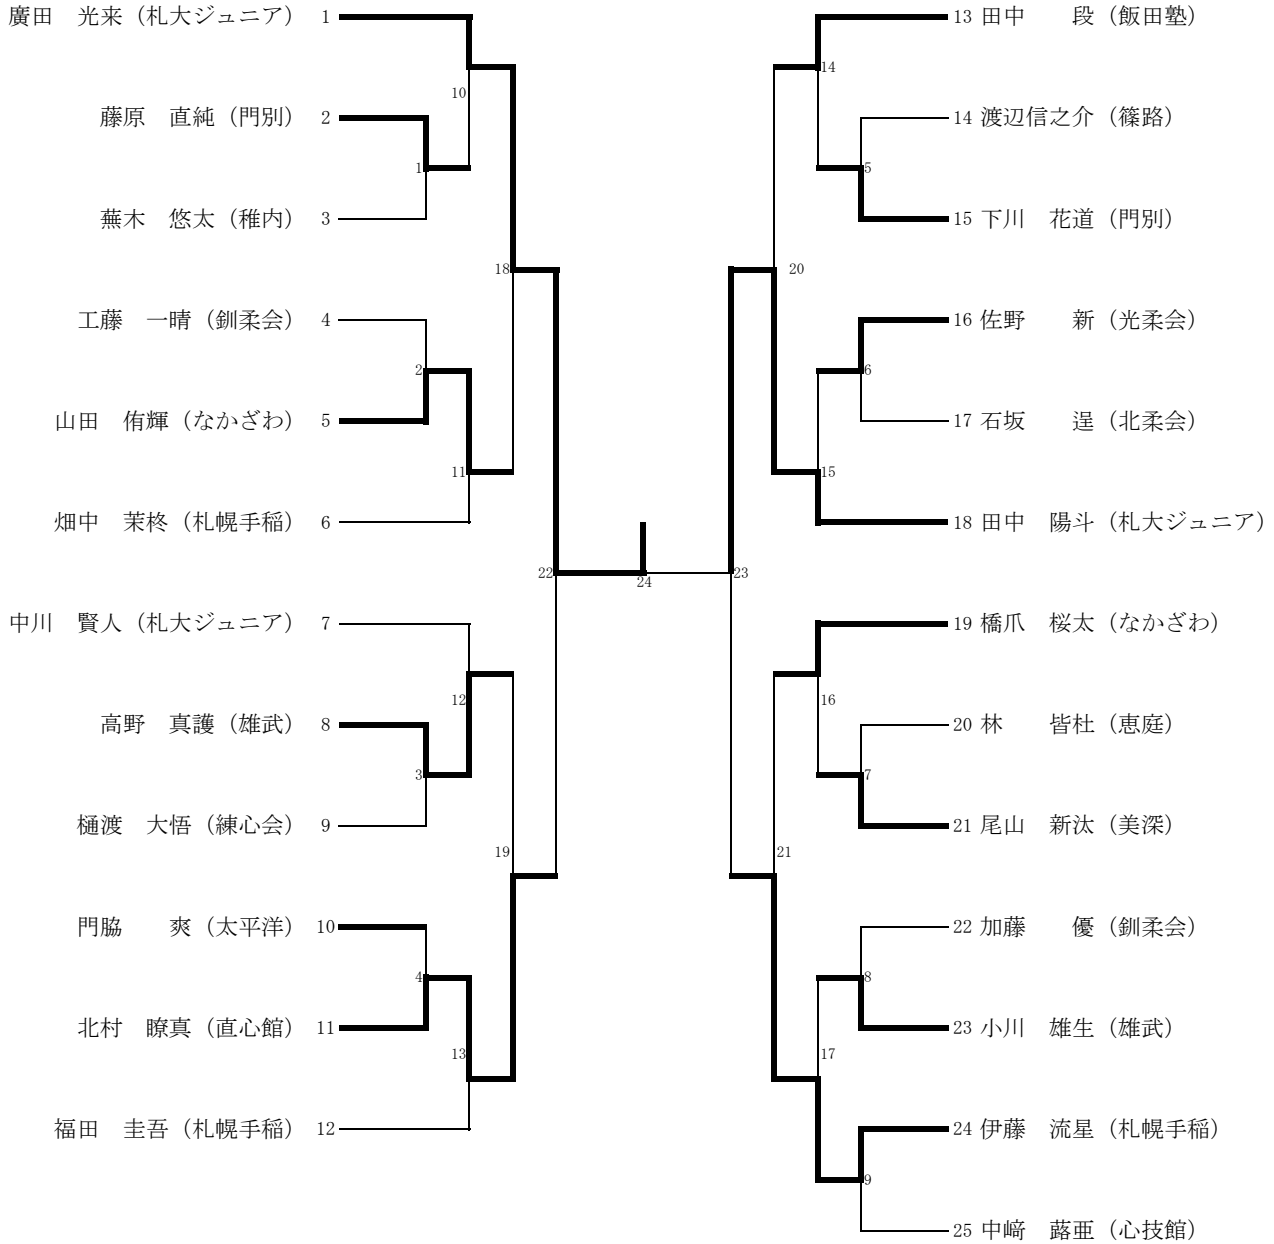 廣田　光来（札大ジュニア）　1
藤原　直純（門別）　2
蕪木　悠太（稚内）　3
工藤　一晴（釧柔会）　4
山田　侑輝（なかざわ）　5
畑中　茉柊（札幌手稲）　6
中川　賢人（札大ジュニア）　7
高野　真護（雄武）　8
樋渡　大悟（練心会）　9
門脇　　爽（太平洋）　10
北村　瞭真（直心館）　11
福田　圭吾（札幌手稲）　12
1
2
3
4
10
11
12
13
18
19
22
24
23
20
21
14
15
16
17
5
6
7
8
9
13 田中　　段（飯田塾）
14 渡辺信之介（篠路）
15 下川　花道（門別）
16 佐野　　新（光柔会）
17 石坂　　逞（北柔会）
18 田中　陽斗（札大ジュニア）
19 橋爪　桜太（なかざわ）
20 林　　皆杜（恵庭）
21 尾山　新汰（美深）
22 加藤　　優（釧柔会）
23 小川　雄生（雄武）
24 伊藤　流星（札幌手稲）
25 中﨑　蕗亜（心技館）